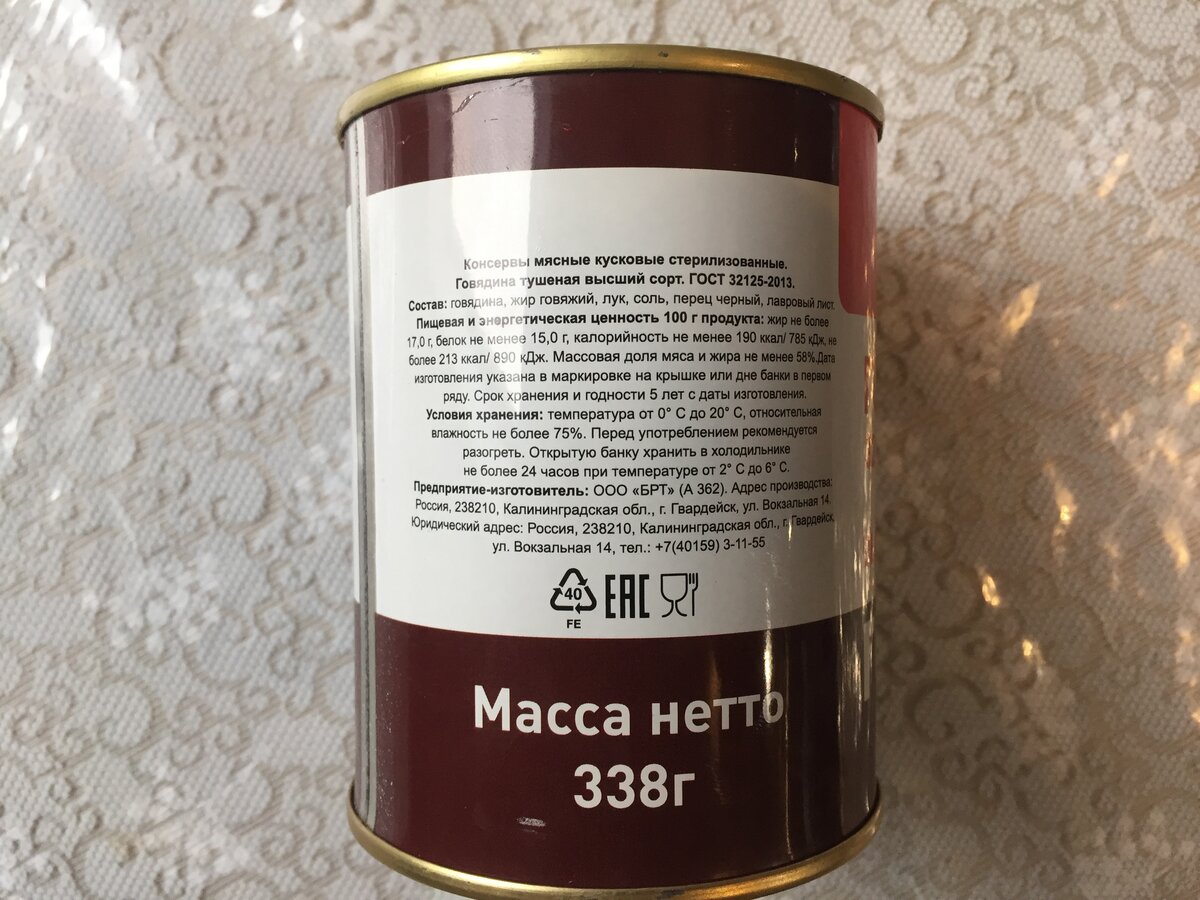 Консервы мясные кусковые стерилизованные.
Говядина тушеная высший сорт. ГОСТ 32125-2013.
Состав: говядина, жир говяжий, лук, соль, перец черный, лавровый лист.
Пищевая и энергетическая ценность 100 г продукта: жир не более
17,0 г, белок не менее 15,0 г, калорийность не менее 190 ккал/ 785 кДж, не
более 213 ккал/ 890 кДж. Массовая доля мяса и жира не менее 58%.Дата
изготовления указана в маркировке на крышке или дне банки в первом
ряду. Срок хранения и годности 5 лет с даты изготовления.
Условия хранения: температура от 0° С до 20° С, относительная
влажность не более 75%. Перед употреблением рекомендуется
разогреть. Открытую банку хранить в холодильнике
не более 24 часов при температуре от 2° С до 6° С.
Предприятие-изготовитель: ООО «БРТ» (А 362). Адрес производства:
Россия, 238210, Калининградская обл., г. Гвардейск, ул. Вокзальная 14.
Юридический адрес: Россия, 238210, Калининградская обл., г. Гвардейск,
ул. Вокзальная 14, тел.: +7(40159) 3-11-55
40 EAC
FE
Масса нетто
338г